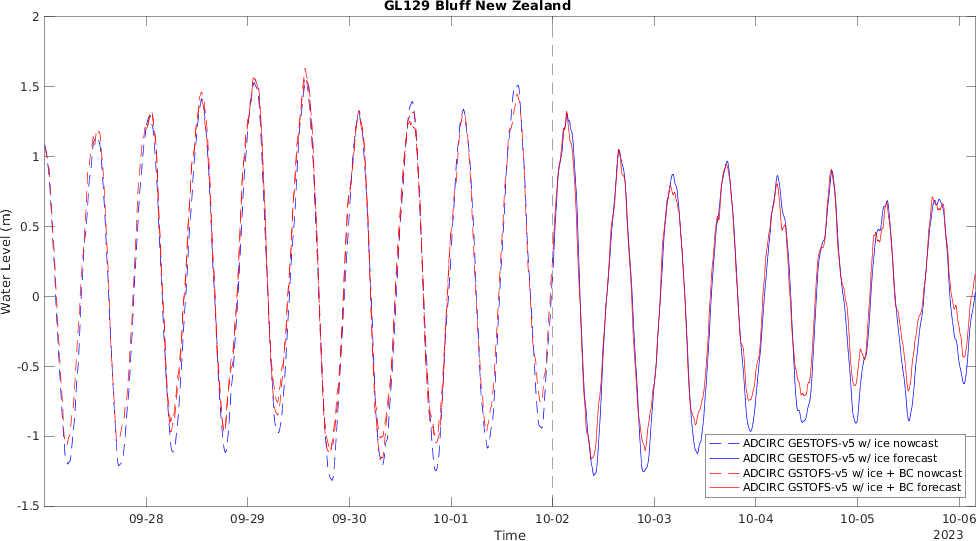 GL129 Bluff New Zealand
2
1.5
1
0.5
0
-0.5
-1
-1.5
Water Level (m)
ADCIRC GESTOFS-v5 w/ ice nowcast
ADCIRC GESTOFS-v5 w/ ice forecast
ADCIRC GSTOFS-v5 w/ ice + BC nowcast
ADCIRC GSTOFS-v5 w/ ice + BC forecast
09-28 09-29 09-30 10-01 10-02 10-03 10-04 10-05 10-06
Time 2023